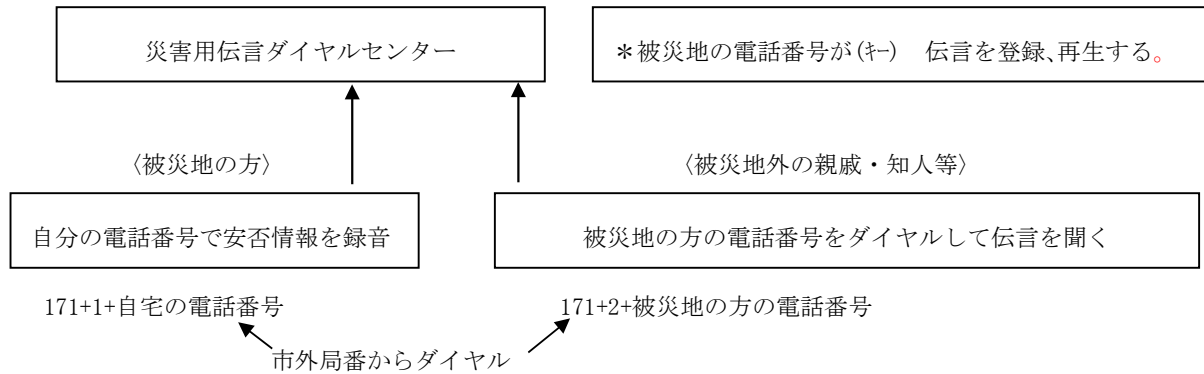 災害用伝言ダイヤルセンター
＊被災地の電話番号が(ｷｰ)　伝言を登録、再生する。
〈被災地の方〉
〈被災地外の親戚・知人等〉
自分の電話番号で安否情報を録音
被災地の方の電話番号をダイヤルして伝言を聞く
171+1+自宅の電話番号
171+2+被災地の方の電話番号
市外局番からダイヤル